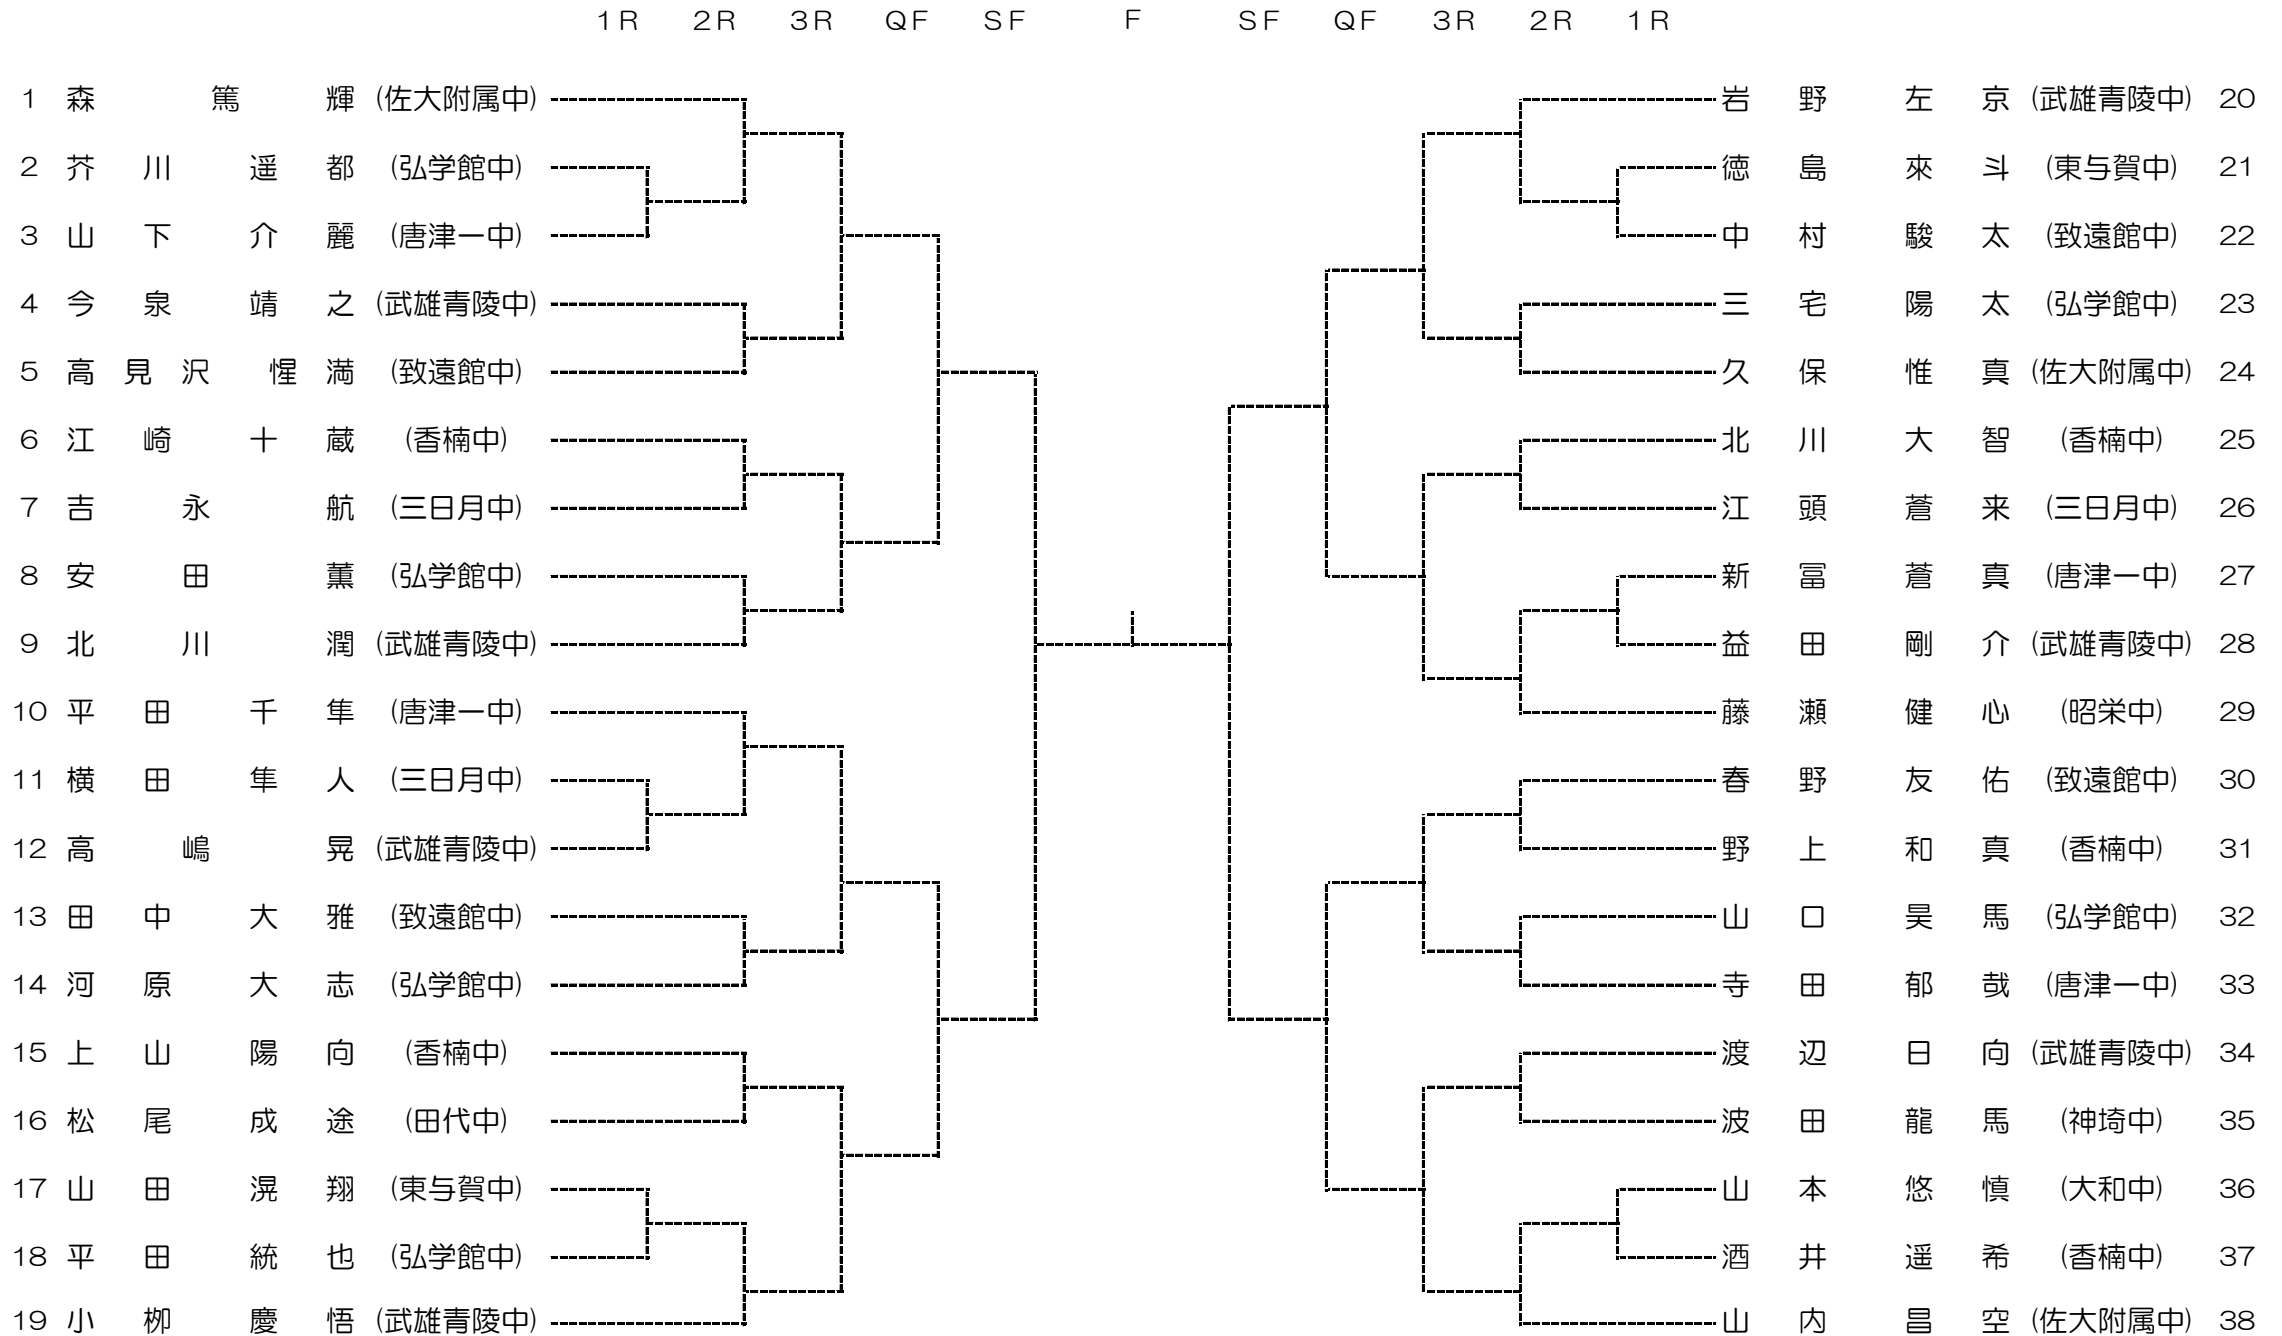 １Ｒ ２Ｒ ３Ｒ ＱＦ ＳＦ Ｆ ＳＦ ＱＦ ３Ｒ ２Ｒ １Ｒ
1 森 篤 輝 (佐大附属中) 岩 野 左 京 (武雄青陵中) 20
2 芥 川 遥 都 (弘学館中) 徳 島 來 斗 (東与賀中) 21
3 山 下 介 麗 (唐津一中) 中 村 駿 太 (致遠館中) 22
4 今 泉 靖 之 (武雄青陵中) 三 宅 陽 太 (弘学館中) 23
5 高 見 沢 惺 満 (致遠館中) 久 保 惟 真 (佐大附属中) 24
6 江 崎 十 蔵 (香楠中) 北 川 大 智 (香楠中) 25
7 吉 永 航 (三日月中) 江 頭 蒼 来 (三日月中) 26
8 安 田 薫 (弘学館中) 新 冨 蒼 真 (唐津一中) 27
9 北 川 潤 (武雄青陵中) 益 田 剛 介 (武雄青陵中) 28
10 平 田 千 隼 (唐津一中) 藤 瀬 健 心 (昭栄中) 29
11 横 田 隼 人 (三日月中) 春 野 友 佑 (致遠館中) 30
12 高 嶋 晃 (武雄青陵中) 野 上 和 真 (香楠中) 31
13 田 中 大 雅 (致遠館中) 山 口 昊 馬 (弘学館中) 32
14 河 原 大 志 (弘学館中) 寺 田 郁 哉 (唐津一中) 33
15 上 山 陽 向 (香楠中) 渡 辺 日 向 (武雄青陵中) 34
16 松 尾 成 途 (田代中) 波 田 龍 馬 (神埼中) 35
17 山 田 滉 翔 (東与賀中) 山 本 悠 慎 (大和中) 36
18 平 田 統 也 (弘学館中) 酒 井 遥 希 (香楠中) 37
19 小 栁 慶 悟 (武雄青陵中) 山 内 昌 空 (佐大附属中) 38